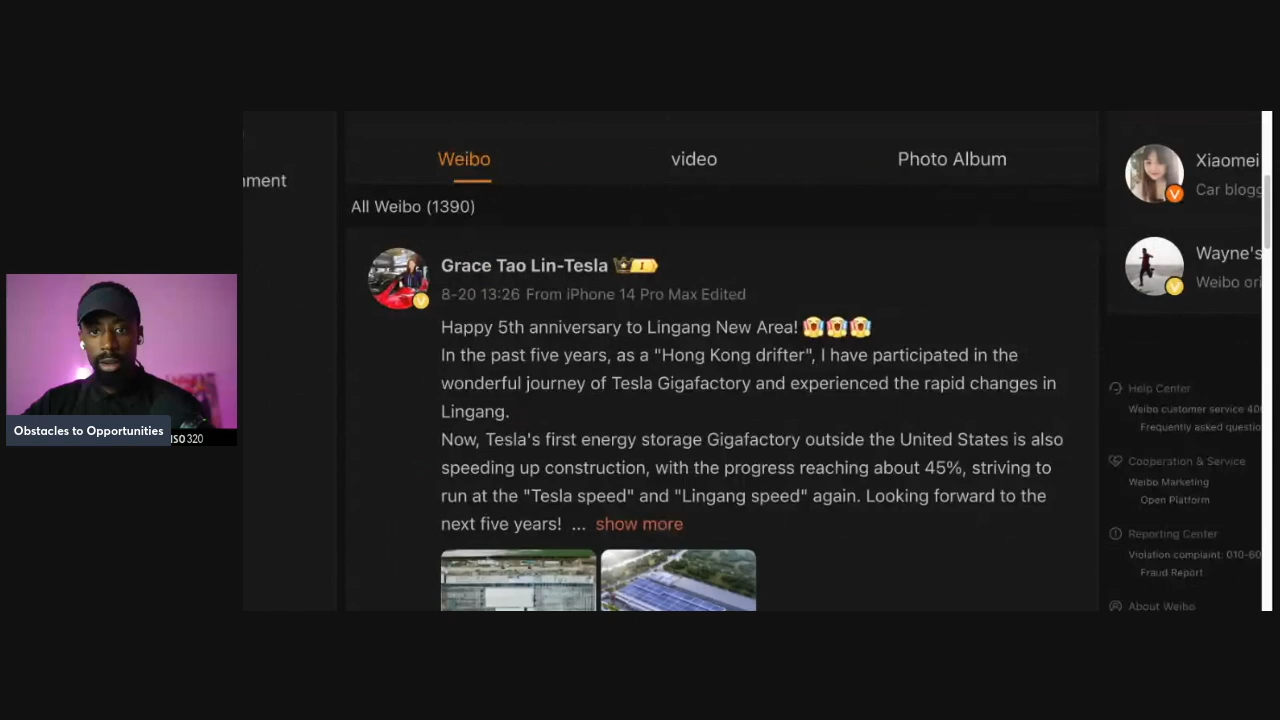 Weibo
video
Photo Album
All Weibo (1390)
Grace Tao Lin-Tesla
8-20 13:26 From iPhone 14 Pro Max Edited
Happy 5th anniversary to Lingang New Area!
In the past five years, as a "Hong Kong drifter", I have participated in the
wonderful journey of Tesla Gigafactory and experienced the rapid changes in
Lingang.
Now, Tesla's first energy storage Gigafactory outside the United States is also
speeding up construction, with the progress reaching about 45%, striving to
run at the "Tesla speed" and "Lingang speed" again. Looking forward to the
next five years! ... show more
Xiaomei
Car blogg
Wayne's
Weibo ori
Help Center
Weibo customer service 40
Frequently asked questio
Cooperation & Service
Weibo Marketing
Open Platform
Reporting Center
Violation complaint: 010-60
Fraud Report
About Weibo
nment
Obstacles to Opportunities
ISO 320